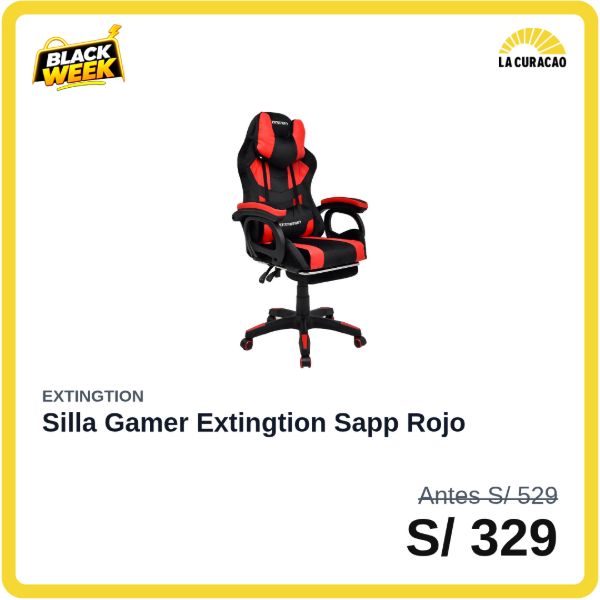 BLACK
WEEK
LA CURACAO
EXTINGTION
Silla Gamer Extingtion Sapp Rojo
Antes S/ 529
S/ 329